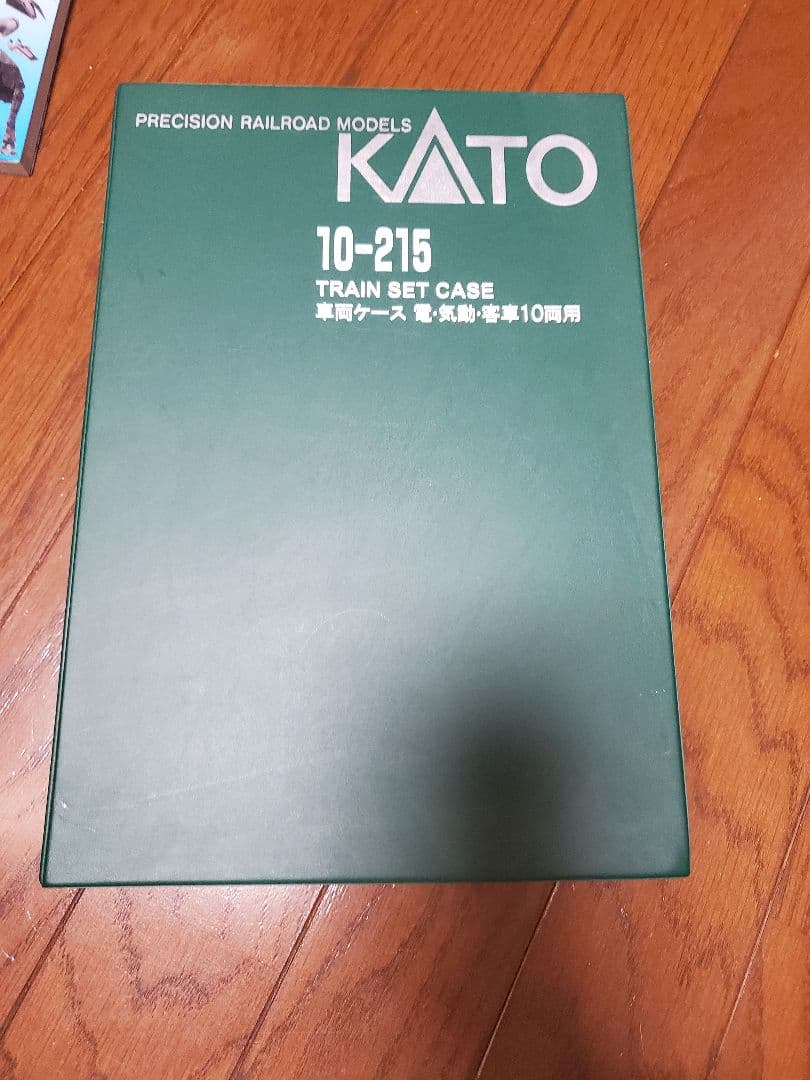 PRECISION RAILROAD MODELS
KATO
10-215
TRAIN SET CASE
車両ケース 電・気動・客車10両用